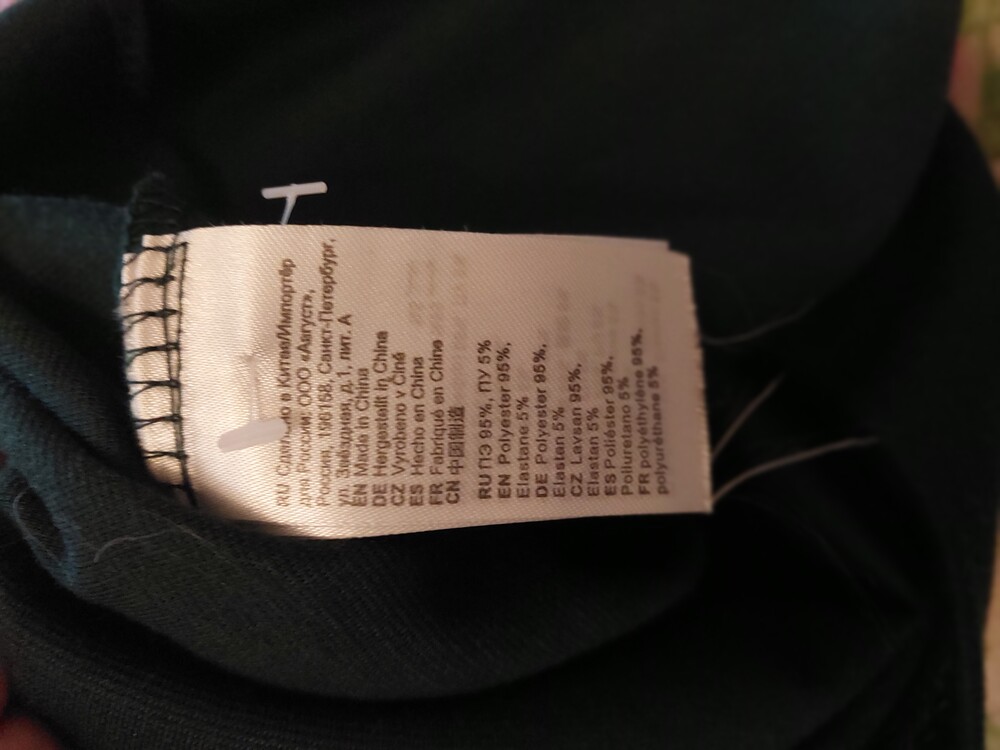 RU Сделано в Китае/Импортёр
для России: ООО «Август»,
Россия, 196158, Санкт-Петербург,
ул. Звёздная, д.1, лит. А
EN Made in China
DE Hergestellt in China
CZ Vyrobeno v Číně
ES Hecho en China
FR Fabriqué en Chine
CN 中国制造
RU ПЭ 95%, ПУ 5%
EN Polyester 95%,
Elastane 5%
DE Polyester 95%,
Elastan 5%
CZ Lavsan 95%,
Elastan 5%
ES Poliéster 95%,
Poliuretano 5%
FR polyéthylène 95%,
polyuréthane 5%